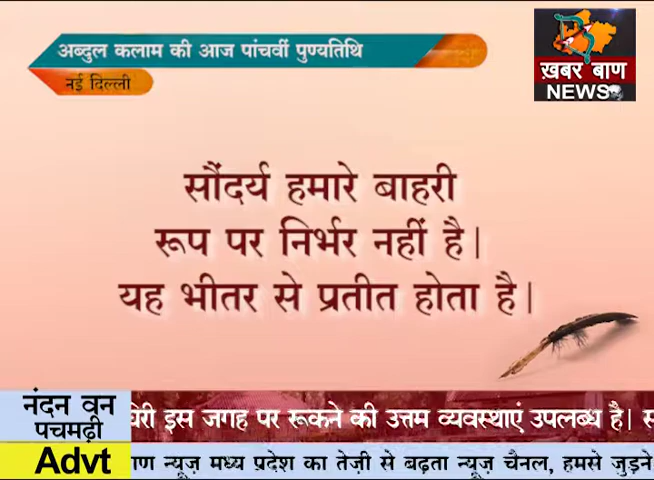 अब्दुल कलाम की आज पांचवीं पुण्यतिथि
नई दिल्ली
ख़बर बाण
NEWS
सौंदर्य हमारे बाहरी
रूप पर निर्भर नहीं है।
यह भीतर से प्रतीत होता है।
नंदन वन
पचमढ़ी
इस जगह पर रूकने की उत्तम व्यवस्थाएं उपलब्ध है।
Advt
न्यूज़ मध्य प्रदेश का तेज़ी से बढ़ता न्यूज़ चैनल, हमसे जुड़ने